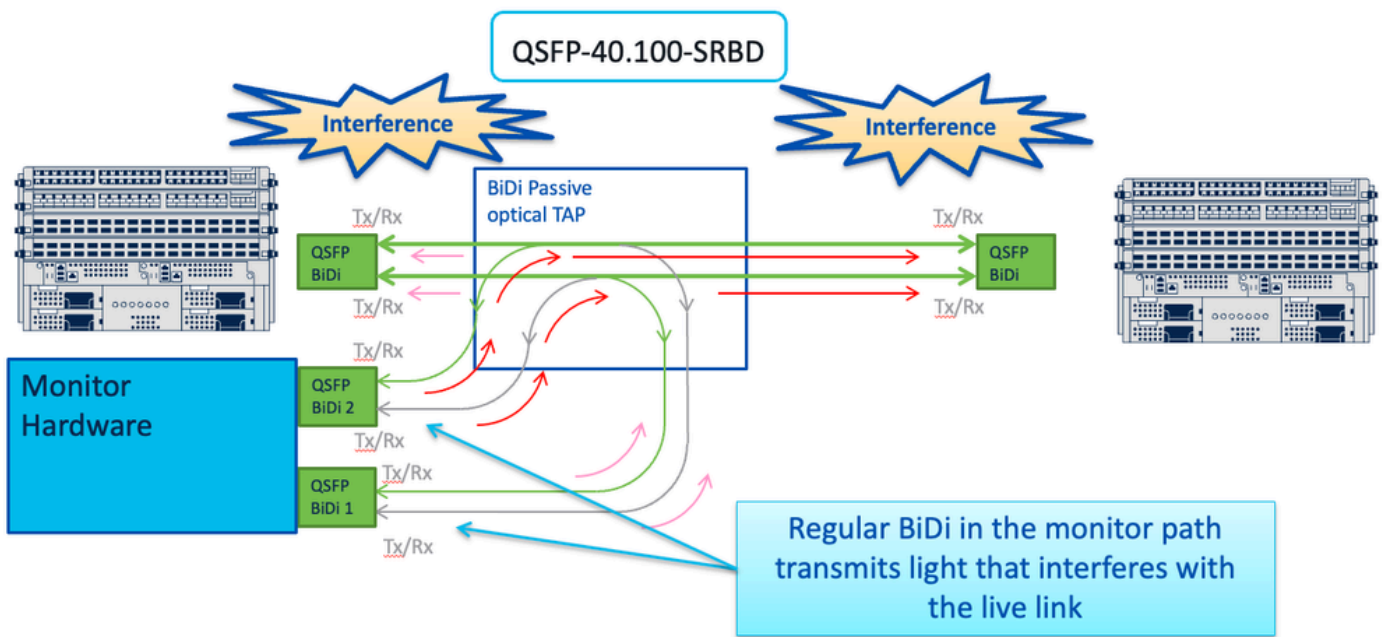 QSFP-40.100-SRBD
Interference
Interference
BiDi Passive
optical TAP
Tx/Rx
Tx/Rx
QSFP
BiDi
QSFP
BiDi
Tx/Rx
Tx/Rx
Tx/Rx
Monitor
Hardware
QSFP
BiDi 2
Tx/Rx
Tx/Rx
QSFP
BiDi 1
Tx/Rx
Regular BiDi in the monitor path
transmits light that interferes with
the live link